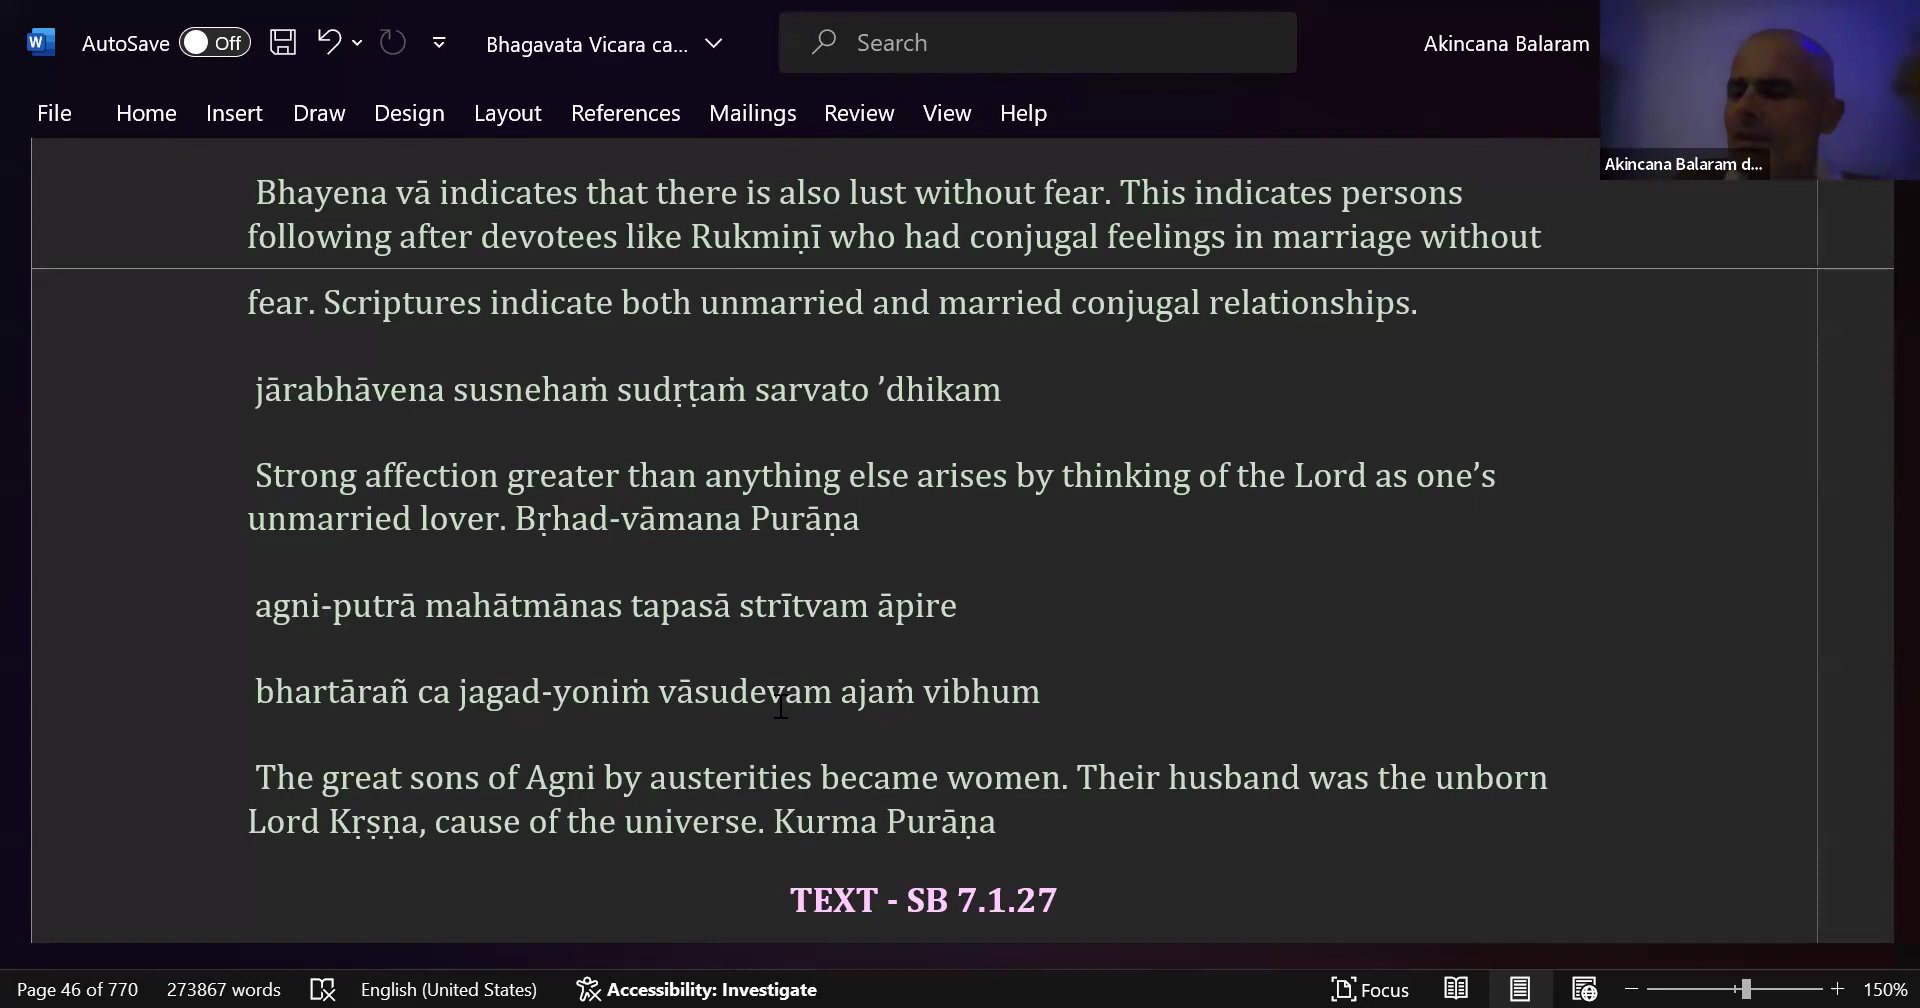 AutoSave Off Bhagavata Vicara ca... Search Akincana Balaram
File Home Insert Draw Design Layout References Mailings Review View Help
Akincana Balaram d...
Bhayena vā indicates that there is also lust without fear. This indicates persons
following after devotees like Rukmiṇī who had conjugal feelings in marriage without
fear. Scriptures indicate both unmarried and married conjugal relationships.
jārabhāvena susnehaṁ sudṛṭaṁ sarvato ’dhikam
Strong affection greater than anything else arises by thinking of the Lord as one’s
unmarried lover. Bṛhad-vāmana Purāṇa
agni-putrā mahātmānas tapasā strītvam āpire
bhartārañ ca jagad-yoniṁ vāsudevam ajaṁ vibhum
The great sons of Agni by austerities became women. Their husband was the unborn
Lord Kṛṣṇa, cause of the universe. Kurma Purāṇa
TEXT - SB 7.1.27
Page 46 of 770 273867 words English (United States) Accessibility: Investigate Focus 150%